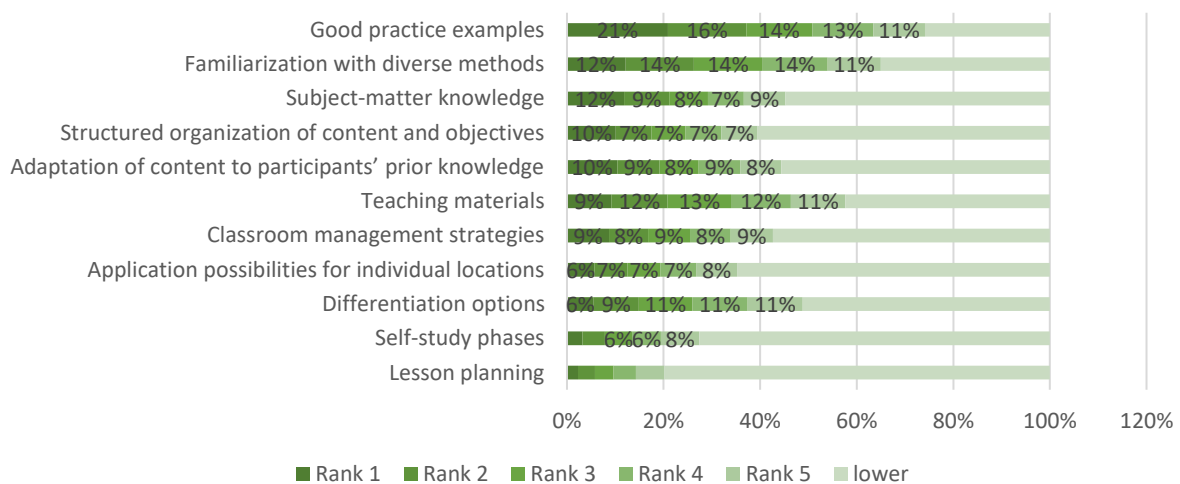 Good practice examples 21% 16% 14% 13% 11%
Familiarization with diverse methods 12% 14% 14% 14% 11%
Subject-matter knowledge 12% 9% 8% 7% 9%
Structured organization of content and objectives 10% 7% 7% 7% 7%
Adaptation of content to participants’ prior knowledge 10% 9% 8% 9% 8%
Teaching materials 9% 12% 13% 12% 11%
Classroom management strategies 9% 8% 9% 8% 9%
Application possibilities for individual locations 6% 7% 7% 7% 8%
Differentiation options 6% 9% 11% 11% 11%
Self-study phases 6% 6% 8%
Lesson planning
0% 20% 40% 60% 80% 100% 120%
Rank 1 Rank 2 Rank 3 Rank 4 Rank 5 lower